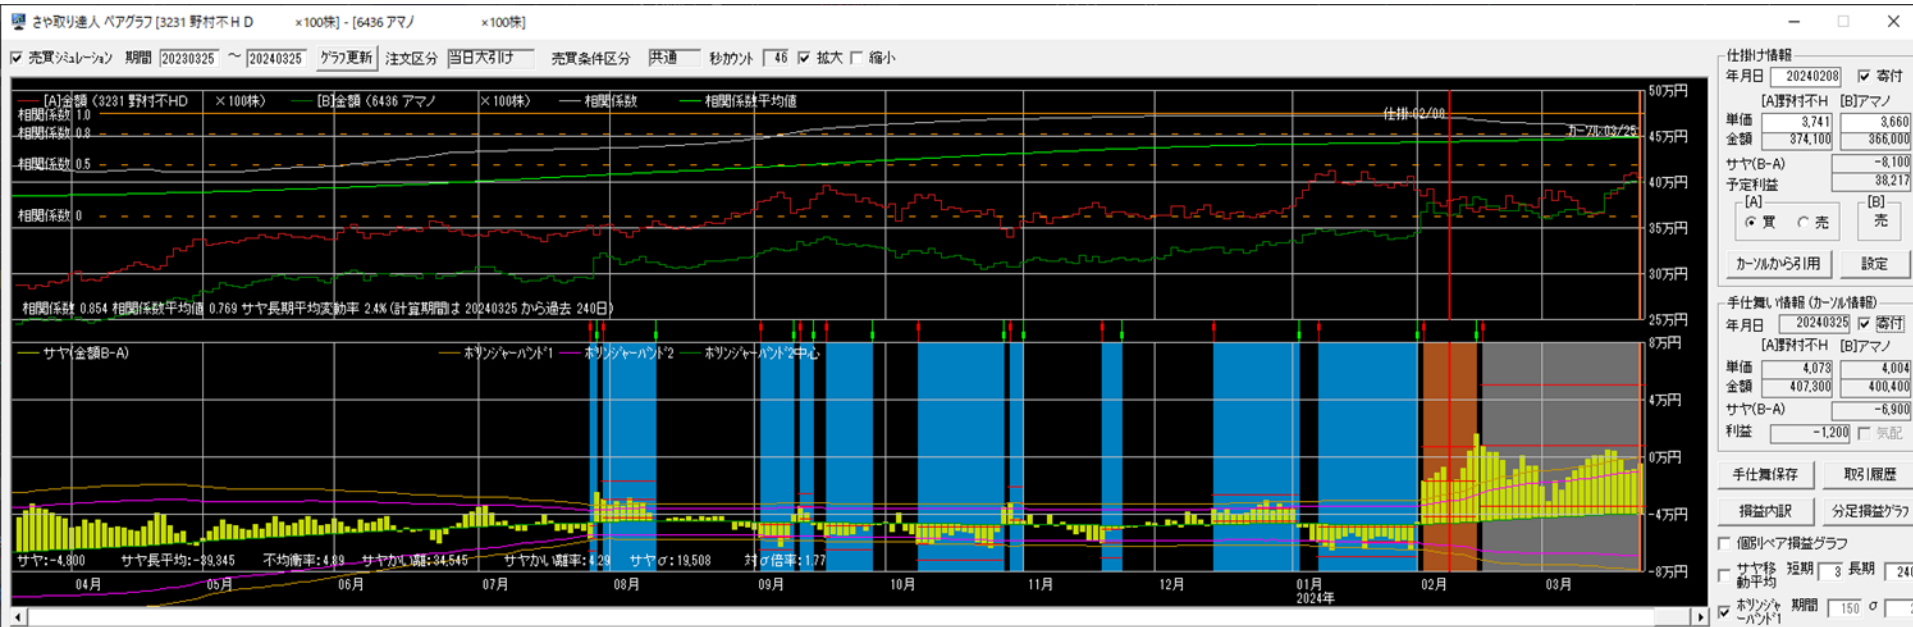 さや取り達人 ペアグラフ [3231 野村不HD ×100株] - [6436 アマノ ×100株]
売買シミュレーション 期間 20230325 ～ 20240325 グラフ更新 注文区分 当日大引け 売買条件区分 共通 秒カウント 46 拡大 縮小
[A]金額 (3231 野村不HD ×100株) [B]金額 (6436 アマノ ×100株) 相関係数 相関係数平均値
相関係数 1.0
相関係数 0.8
相関係数 0.5
相関係数 0
仕掛:02/08
カーソル:03/25
50万円
45万円
40万円
35万円
30万円
25万円
相関係数 0.854 相関係数平均値 0.769 サヤ長期平均変動率 2.4% (計算期間は 20240325 から過去 240日)
サヤ(金額B-A) ボリンジャーバンド1 ボリンジャーバンド2 ボリンジャーバンド2中心
8万円
4万円
0万円
-4万円
-8万円
サヤ:-4,800 サヤ長平均:-39,345 不均衡率:4.89 サヤかい離:34,545 サヤかい離率:4.29 サヤσ:19,508 対σ倍率:1.77
04月 05月 06月 07月 08月 09月 10月 11月 12月 01月 02月 03月
2024年
仕掛け情報
年月日 20240208 寄付
[A]野村不H [B]アマノ
単価 3,741 3,660
金額 374,100 366,000
サヤ(B-A) -8,100
予定利益 38,217
[A] [B]
買 売 売
カーソルから引用 設定
手仕舞い情報 (カーソル情報)
年月日 20240325 寄付
[A]野村不H [B]アマノ
単価 4,073 4,004
金額 407,300 400,400
サヤ(B-A) -6,900
利益 -1,200 気配
手仕舞保存 取引履歴
損益内訳 分足損益グラフ
個別ペア損益グラフ
サヤ移動平均 短期 3 長期 240
ボリンジャーバンド1 期間 150 σ